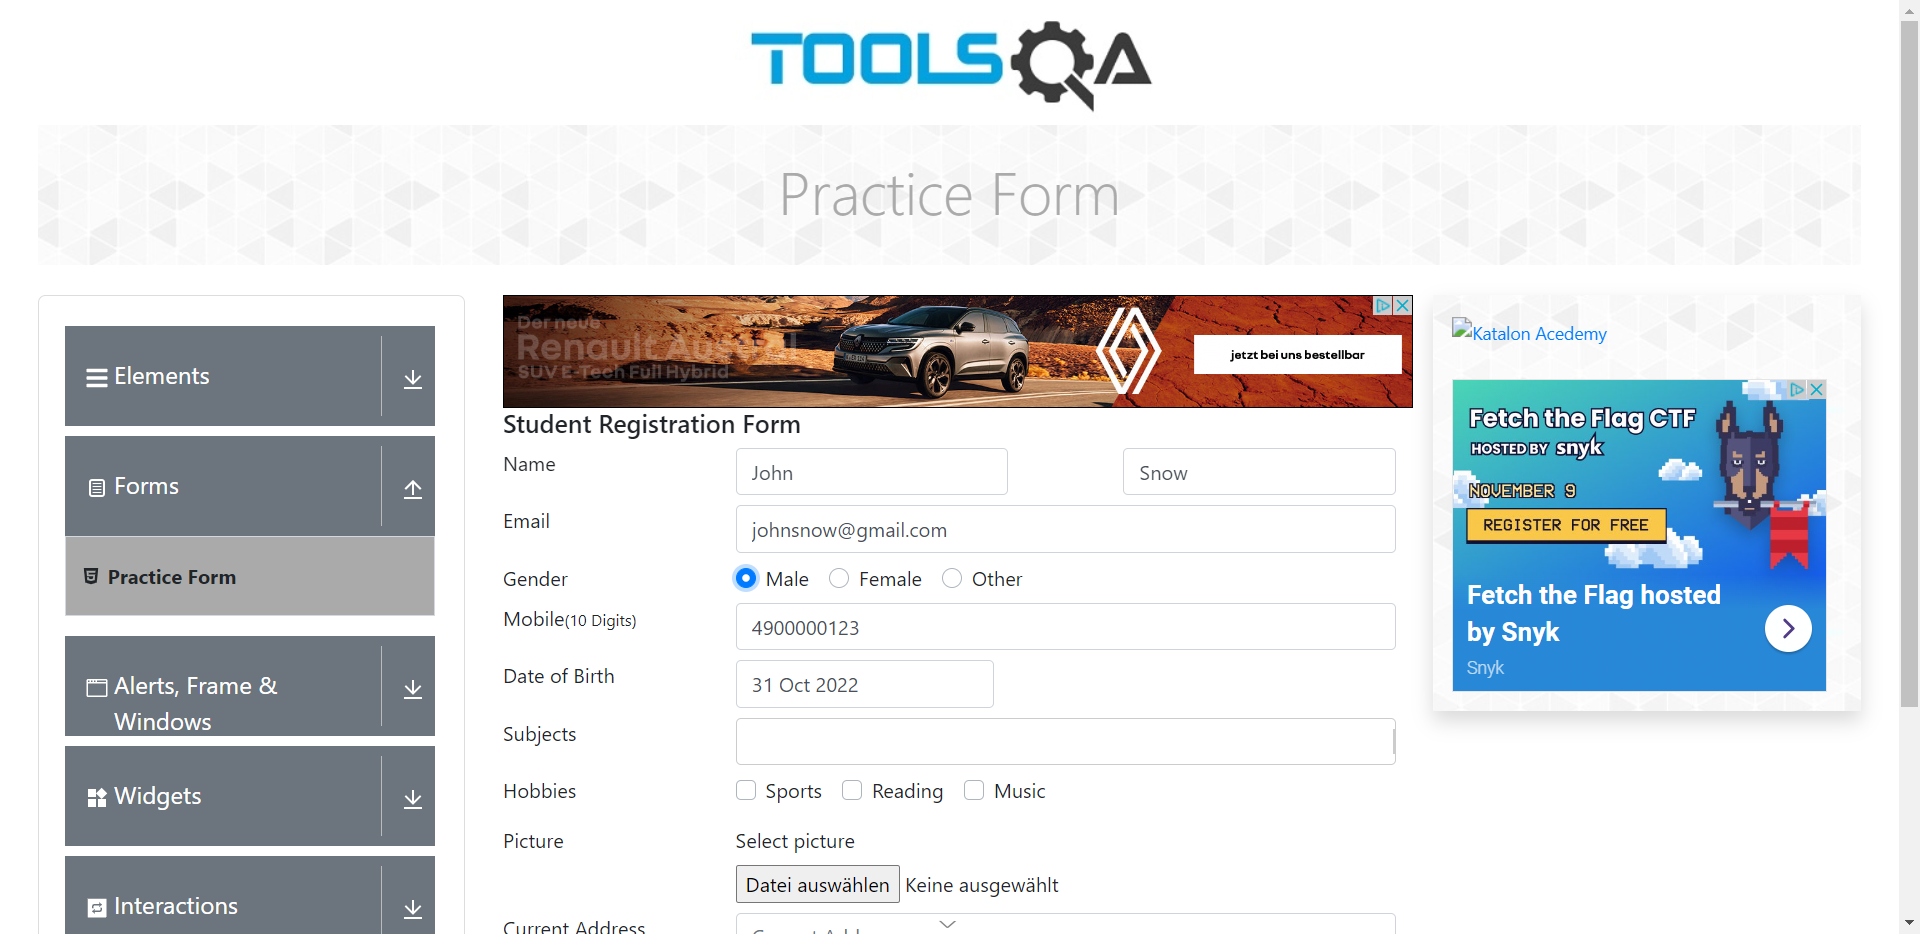 TOOLSQA
Practice Form
Elements
Forms
Practice Form
Alerts, Frame &
Windows
Widgets
Interactions
Der neue
Renault Austral
SUV E-Tech Full Hybrid
jetzt bei uns bestellbar
Student Registration Form
Name
John
Snow
Email
johnsnow@gmail.com
Gender
Male
Female
Other
Mobile(10 Digits)
4900000123
Date of Birth
31 Oct 2022
Subjects
Hobbies
Sports
Reading
Music
Picture
Select picture
Datei auswählen
Keine ausgewählt
Current Address
Katalon Acedemy
Fetch the Flag CTF
HOSTED BY snyk
NOVEMBER 9
REGISTER FOR FREE
Fetch the Flag hosted
by Snyk
Snyk